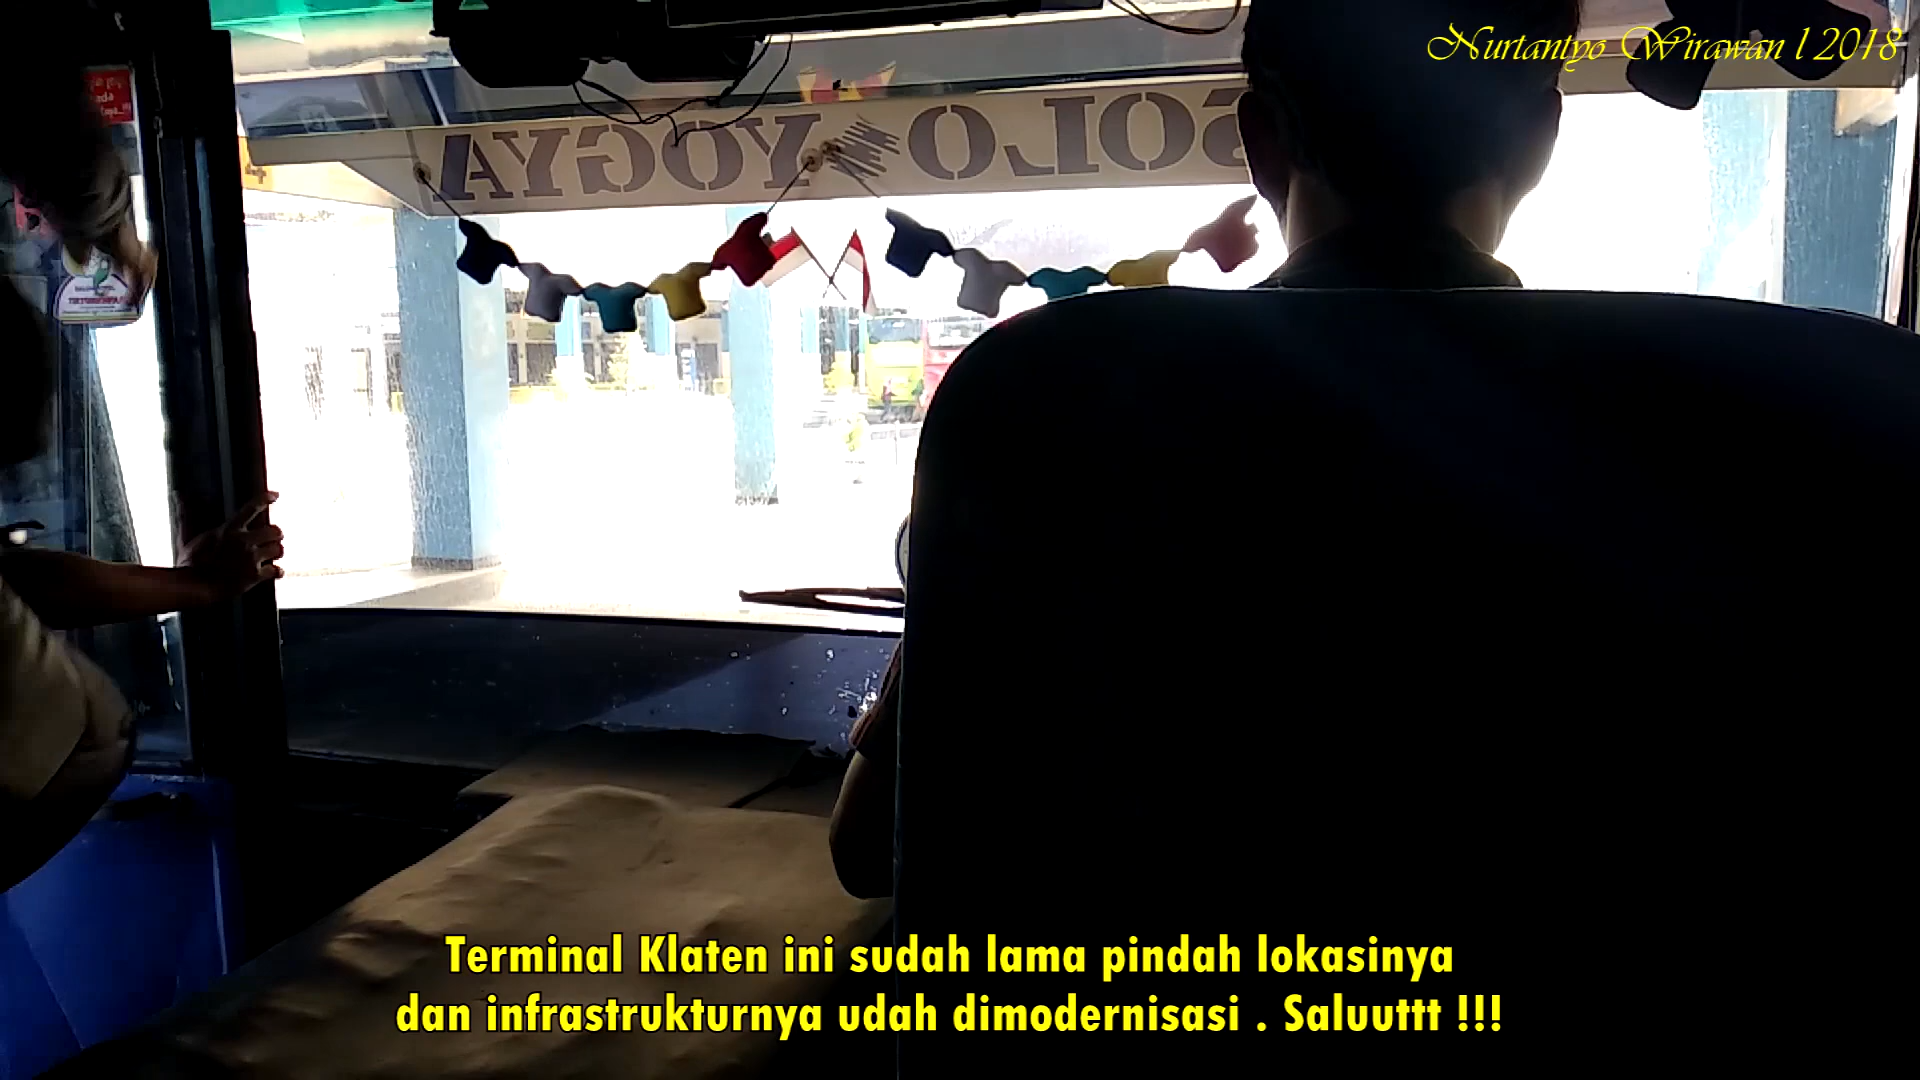 Nurtantyo Wirawan | 2018
SOLO YOGYA
Terminal Klaten ini sudah lama pindah lokasinya
dan infrastrukturnya udah dimodernisasi . Saluuttt !!!